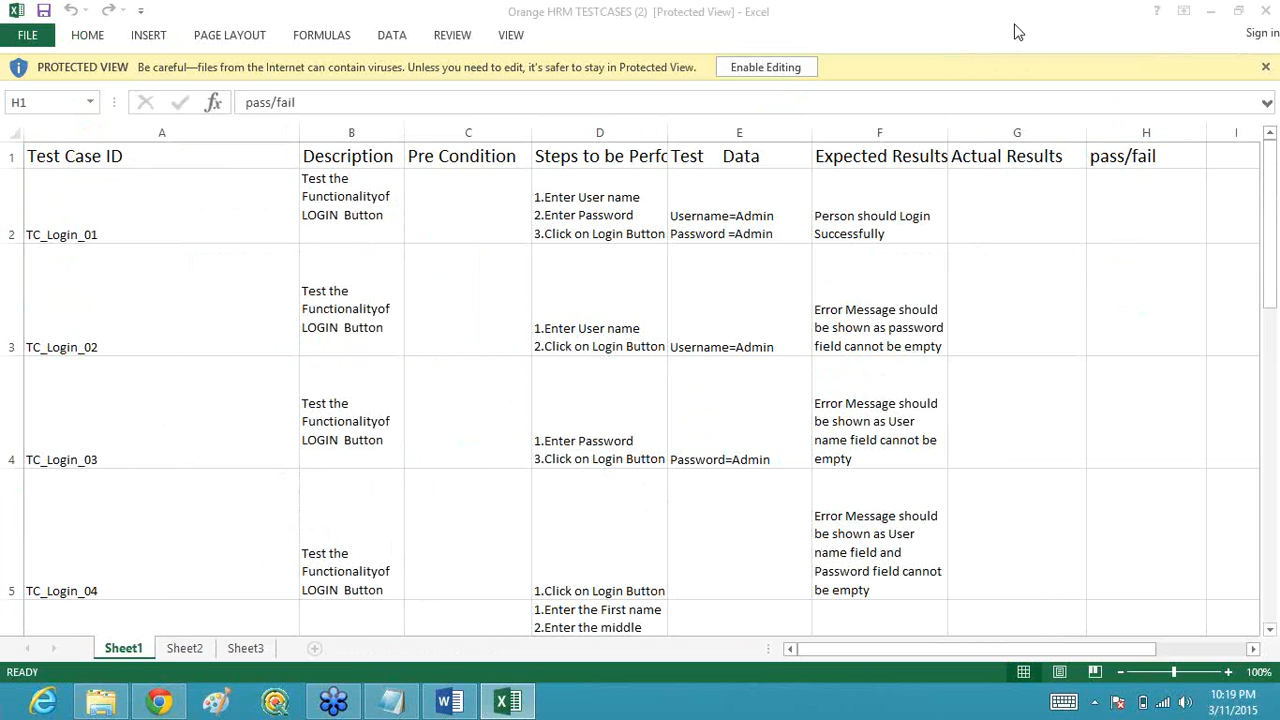 Orange HRM TESTCASES (2) [Protected View] - Excel
?
FILE HOME INSERT PAGE LAYOUT FORMULAS DATA REVIEW VIEW Sign in
PROTECTED VIEW Be careful—files from the Internet can contain viruses. Unless you need to edit, it's safer to stay in Protected View. Enable Editing
H1 fx pass/fail
A B C D E F G H I
1 Test Case ID Description Pre Condition Steps to be Perfo Test Data Expected Results Actual Results pass/fail
Test the
Functionalityof
LOGIN Button
1.Enter User name
2.Enter Password
3.Click on Login Button
Username=Admin
Password =Admin
Person should Login
Successfully
2 TC_Login_01
Test the
Functionalityof
LOGIN Button
1.Enter User name
2.Click on Login Button
Username=Admin
Error Message should
be shown as password
field cannot be empty
3 TC_Login_02
Test the
Functionalityof
LOGIN Button
1.Enter Password
3.Click on Login Button
Password=Admin
Error Message should
be shown as User
name field cannot be
empty
4 TC_Login_03
Test the
Functionalityof
LOGIN Button
1.Click on Login Button
Error Message should
be shown as User
name field and
Password field cannot
be empty
5 TC_Login_04
1.Enter the First name
2.Enter the middle
Sheet1 Sheet2 Sheet3
READY 100%
10:19 PM
3/11/2015